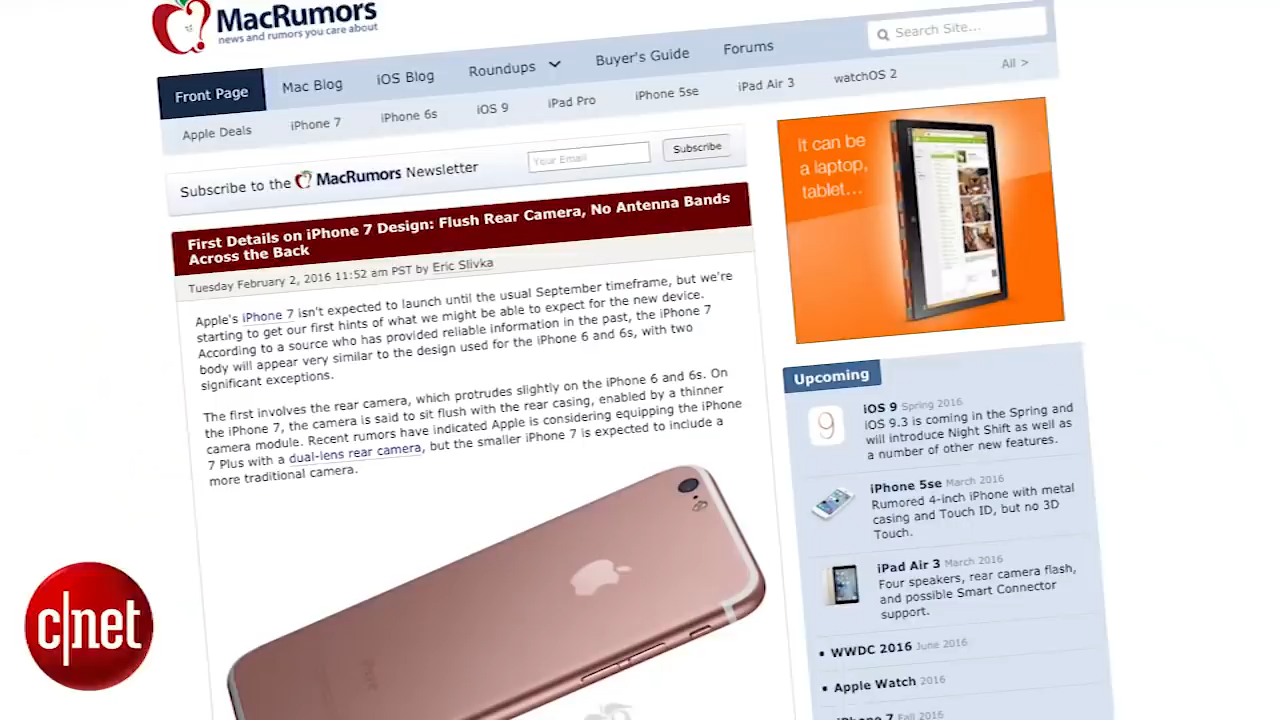 MacRumors
news and rumors you care about
Search Site...
Front Page
Mac Blog
iOS Blog
Roundups
Buyer's Guide
Forums
Apple Deals
iPhone 7
iPhone 6s
iOS 9
iPad Pro
iPhone 5se
iPad Air 3
watchOS 2
All >
Subscribe to the MacRumors Newsletter
Your Email
Subscribe
First Details on iPhone 7 Design: Flush Rear Camera, No Antenna Bands
Across the Back
Tuesday February 2, 2016 11:52 am PST by Eric Slivka
Apple's iPhone 7 isn't expected to launch until the usual September timeframe, but we're
starting to get our first hints of what we might be able to expect for the new device.
According to a source who has provided reliable information in the past, the iPhone 7
body will appear very similar to the design used for the iPhone 6 and 6s, with two
significant exceptions.
The first involves the rear camera, which protrudes slightly on the iPhone 6 and 6s. On
the iPhone 7, the camera is said to sit flush with the rear casing, enabled by a thinner
camera module. Recent rumors have indicated Apple is considering equipping the iPhone
7 Plus with a dual-lens rear camera, but the smaller iPhone 7 is expected to include a
more traditional camera.
It can be
a laptop,
tablet...
Upcoming
iOS 9 Spring 2016
iOS 9.3 is coming in the Spring and
will introduce Night Shift as well as
a number of other new features.
iPhone 5se March 2016
Rumored 4-inch iPhone with metal
casing and Touch ID, but no 3D
Touch.
iPad Air 3 March 2016
Four speakers, rear camera flash,
and possible Smart Connector
support.
• WWDC 2016 June 2016
• Apple Watch 2016
iPhone 7 Fall 2016
9
c|net